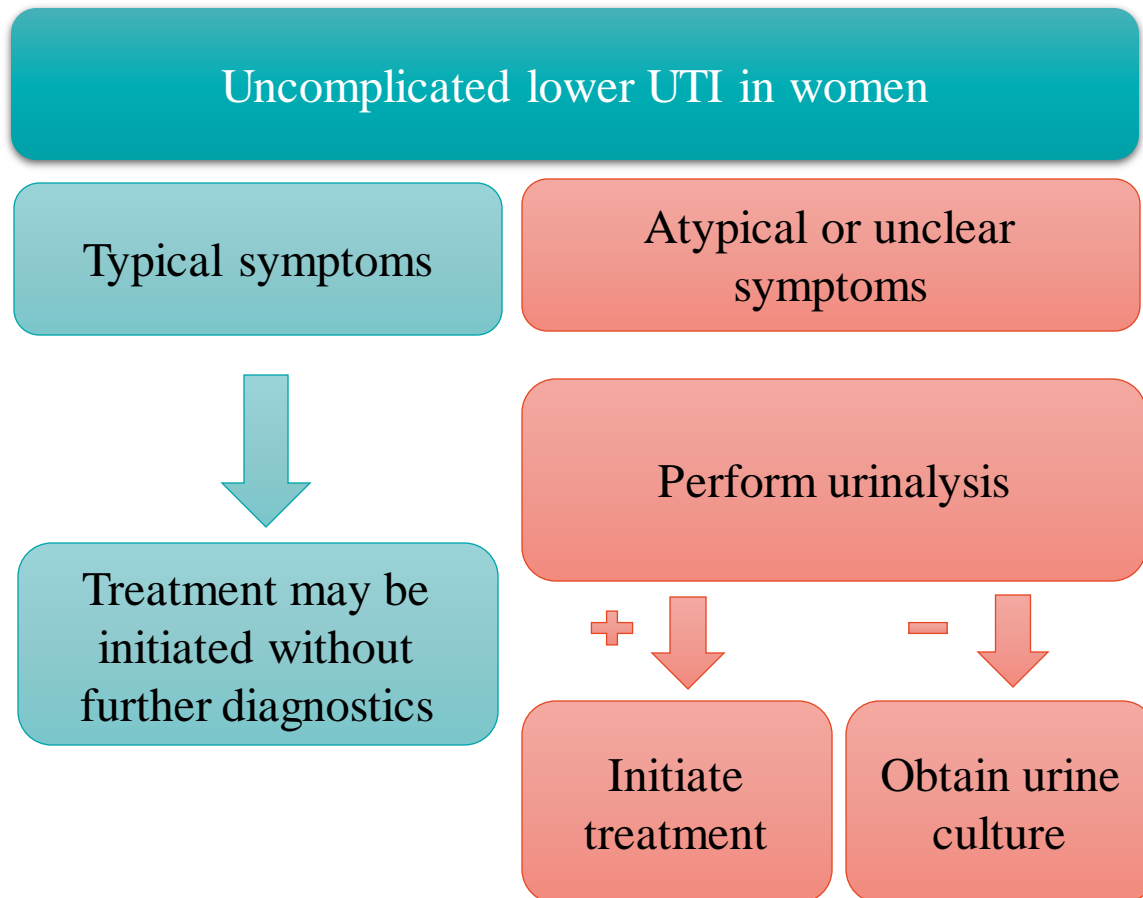 Uncomplicated lower UTI in women
Typical symptoms
Atypical or unclear
symptoms
Perform urinalysis
Treatment may be
initiated without
further diagnostics
Initiate
treatment
Obtain urine
culture